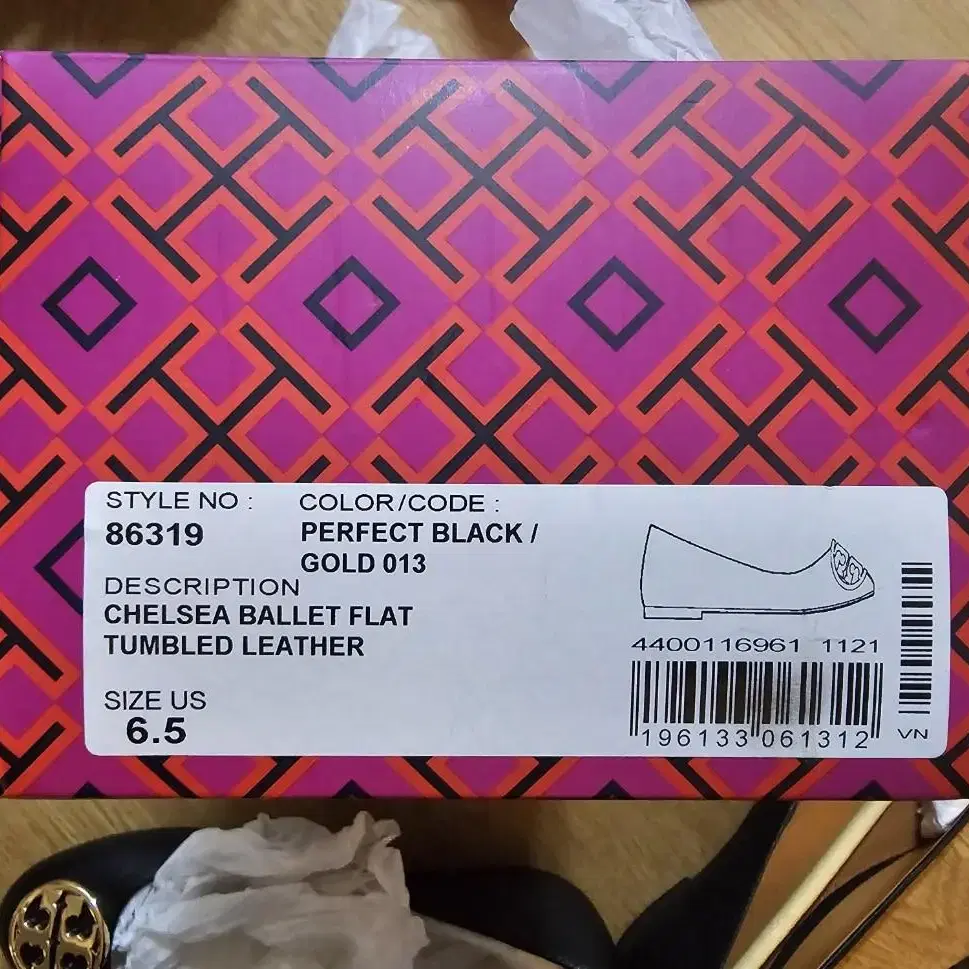 STYLE NO : COLOR/CODE :
86319 PERFECT BLACK /
GOLD 013
DESCRIPTION
CHELSEA BALLET FLAT
TUMBLED LEATHER
SIZE US
6.5
4400116961 1121
196133 061312
VN